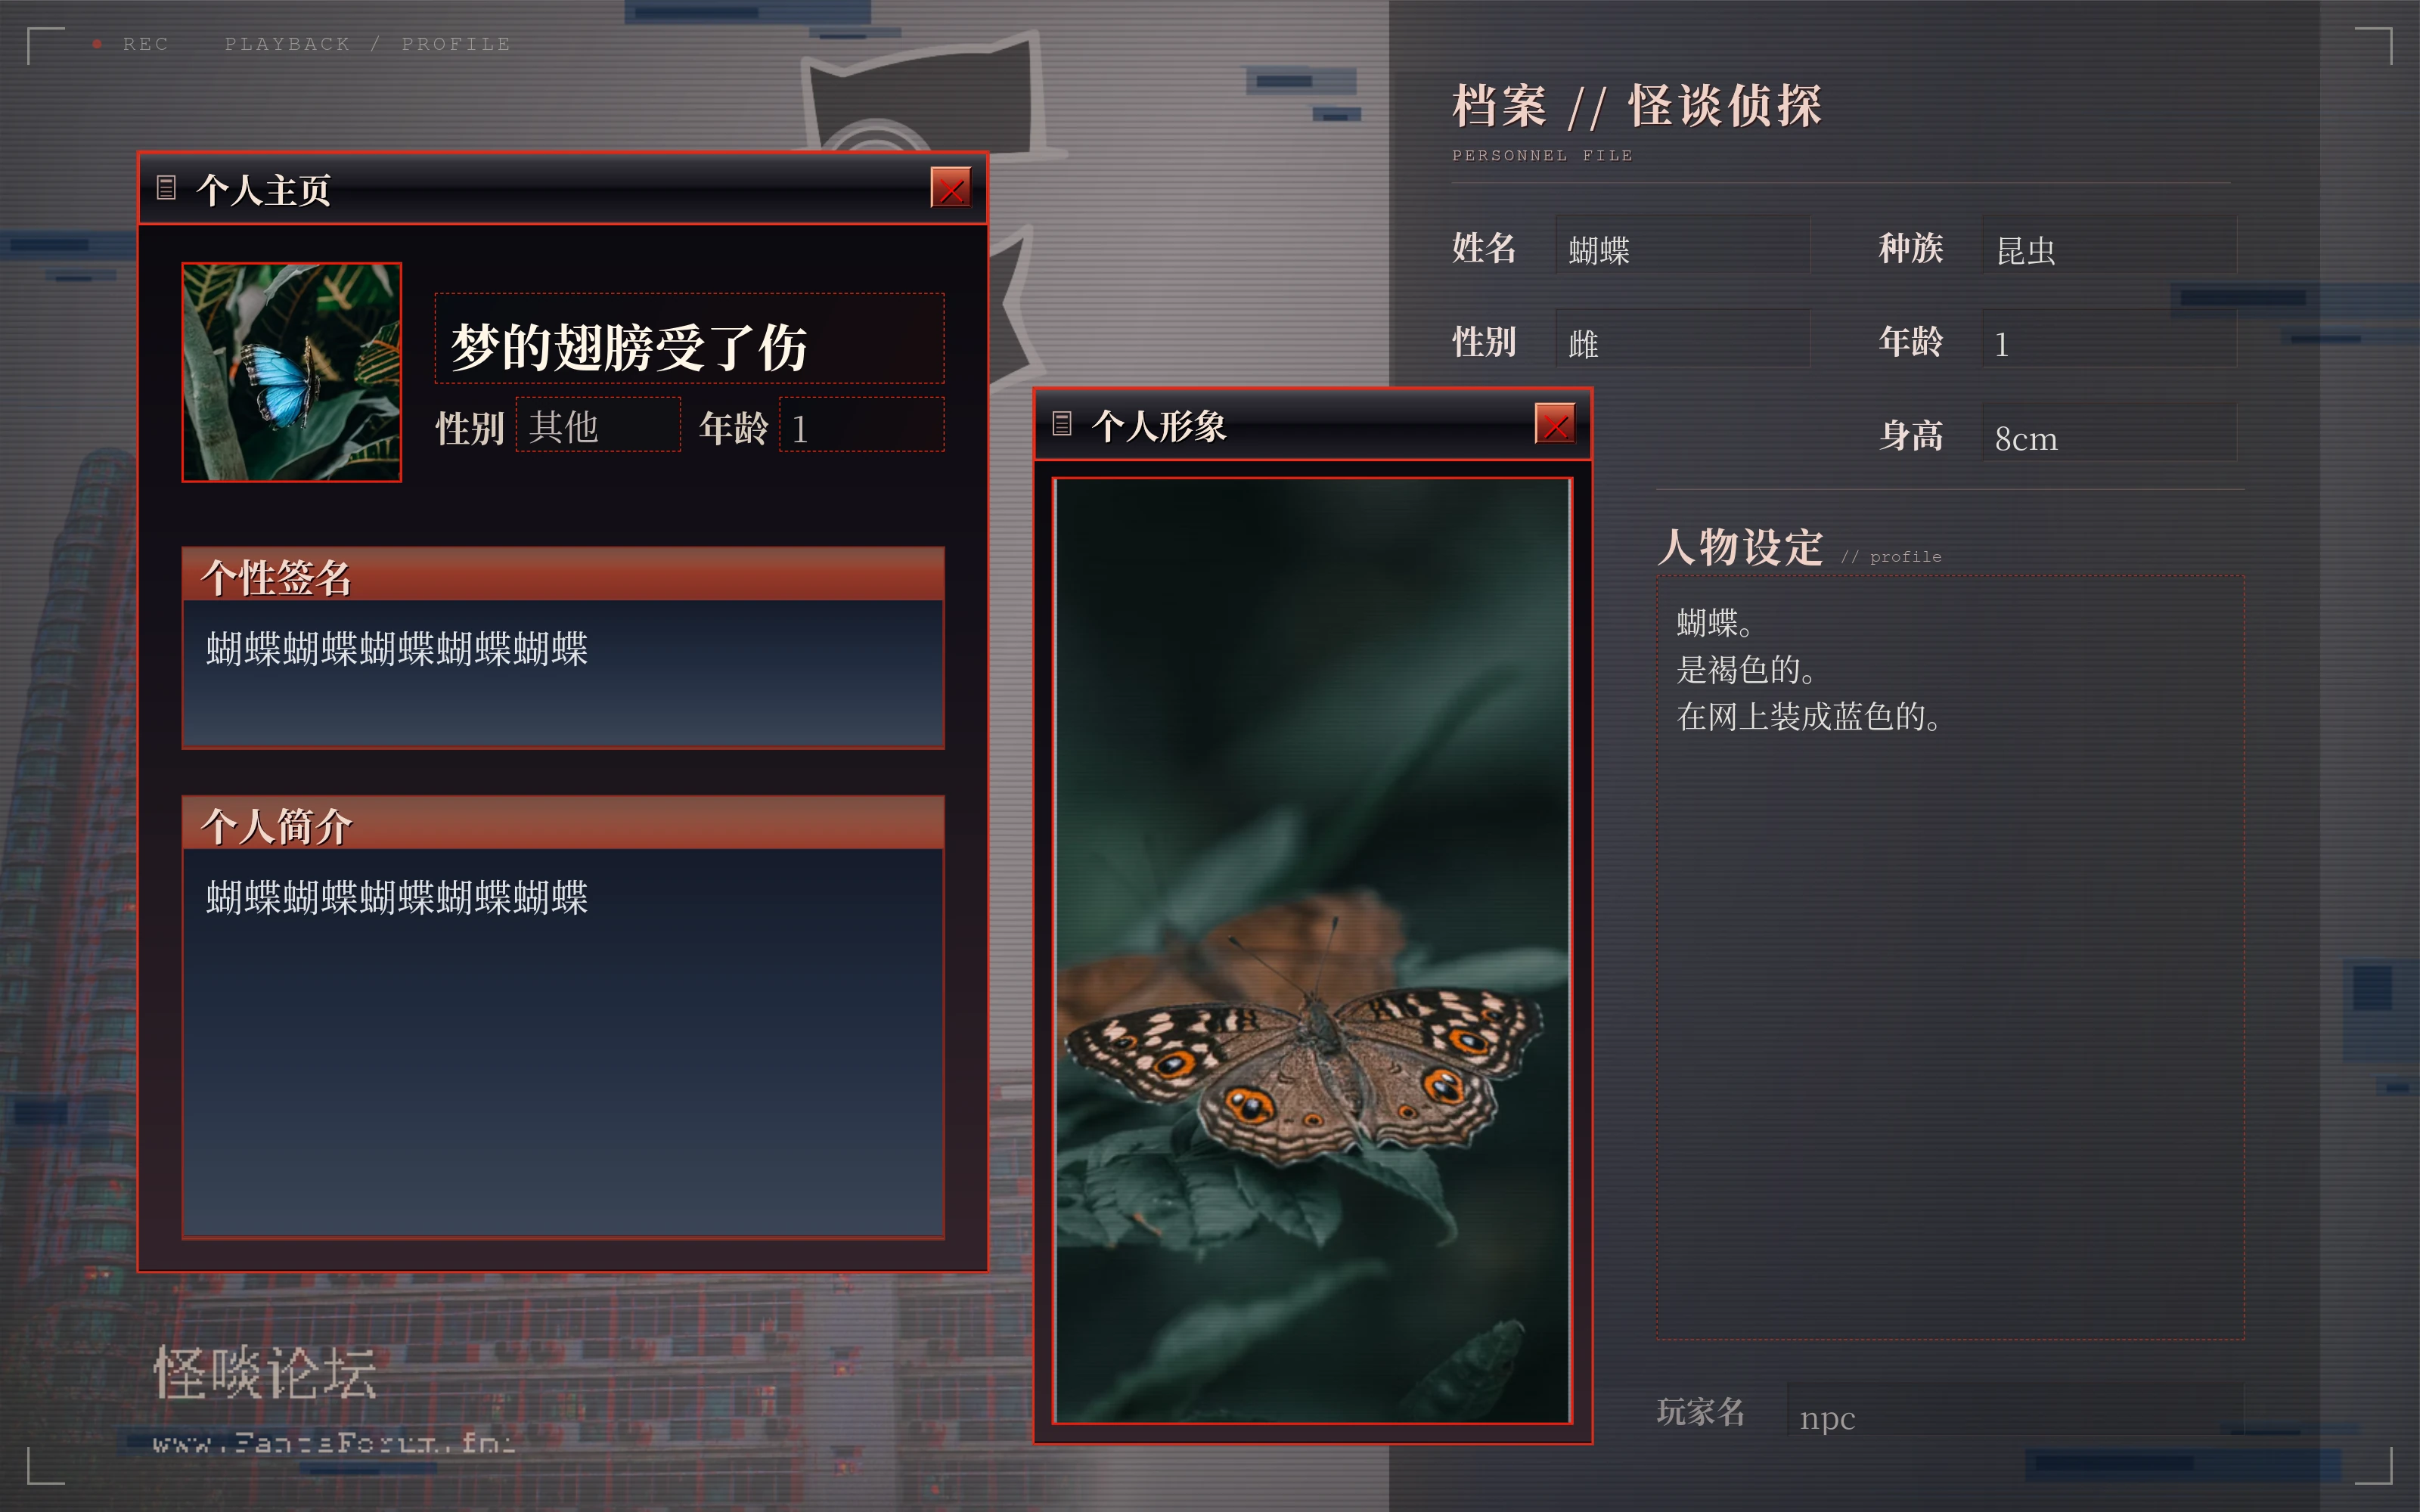 REC PLAYBACK / PROFILE
个人主页
梦的翅膀受了伤
性别 其他 年龄 1
个性签名
蝴蝶蝴蝶蝴蝶蝴蝶蝴蝶
个人简介
蝴蝶蝴蝶蝴蝶蝴蝶蝴蝶
怪啖论坛
个人形象
档案 // 怪谈侦探
PERSONNEL FILE
姓名 蝴蝶 种族 昆虫
性别 雌 年龄 1
身高 8cm
人物设定 // profile
蝴蝶。
是褐色的。
在网上装成蓝色的。
玩家名 npc